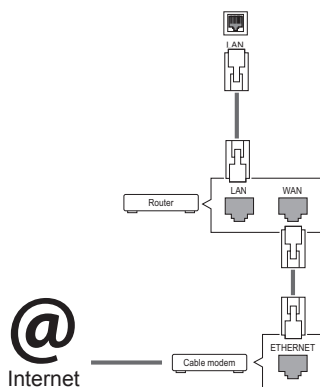 LAN
LAN WAN
Router
ETHERNET
Cable modem
@
Internet